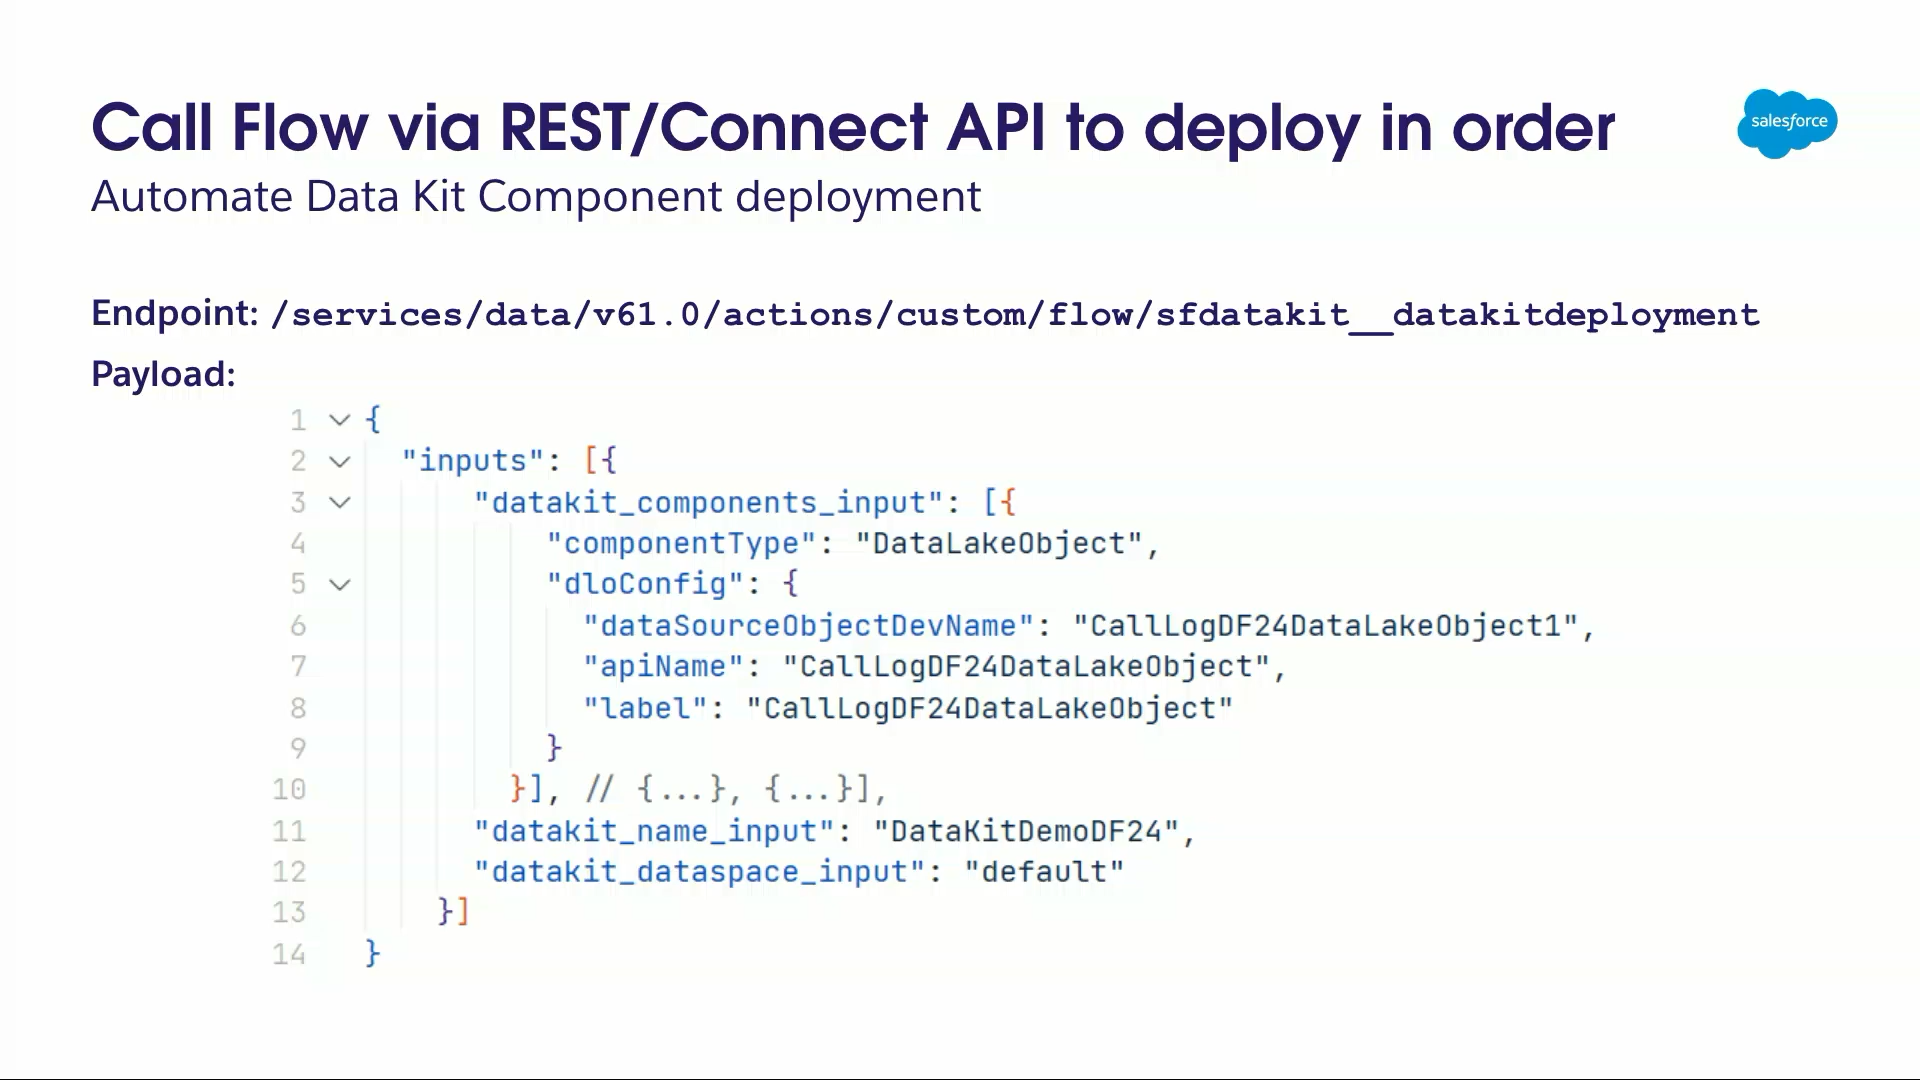 Call Flow via REST/Connect API to deploy in order
salesforce
Automate Data Kit Component deployment
Endpoint: /services/data/v61.0/actions/custom/flow/sfdatakit__datakitdeployment
Payload:
1 {
2 "inputs": [{
3 "datakit_components_input": [{
4 "componentType": "DataLakeObject",
5 "dloConfig": {
6 "dataSourceObjectDevName": "CallLogDF24DataLakeObject1",
7 "apiName": "CallLogDF24DataLakeObject",
8 "label": "CallLogDF24DataLakeObject"
9 }
10 }], // {...}, {...}],
11 "datakit_name_input": "DataKitDemoDF24",
12 "datakit_dataspace_input": "default"
13 }]
14 }